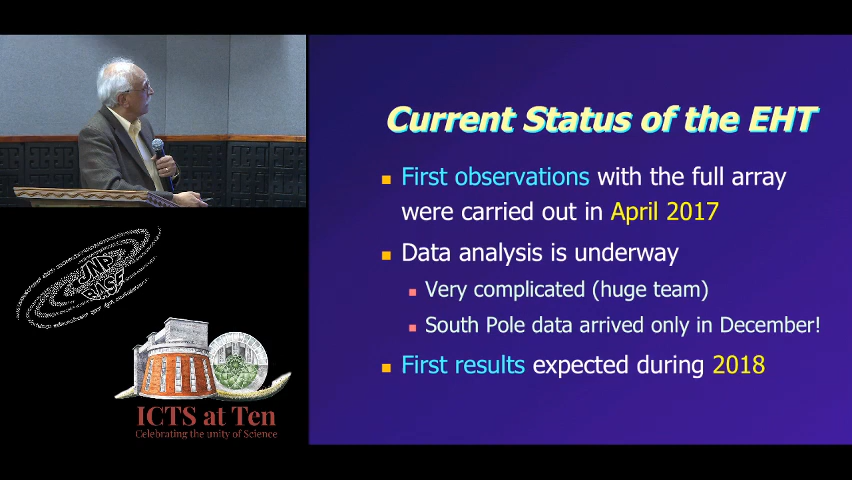 Current Status of the EHT
First observations with the full array
were carried out in April 2017
Data analysis is underway
Very complicated (huge team)
South Pole data arrived only in December!
First results expected during 2018
JNP
BASE
ICTS at Ten
Celebrating the unity of Science